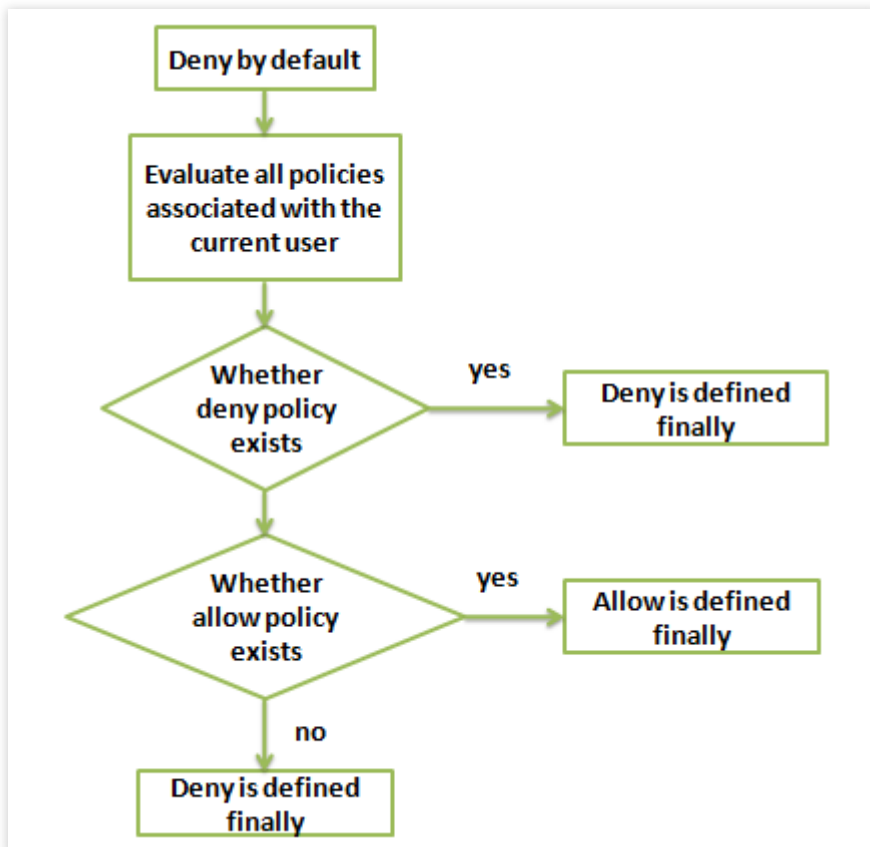 Deny by default
Evaluate all policies
associated with the
current user
Whether
deny policy
exists
yes
Deny is defined
finally
Whether
allow policy
exists
yes
Allow is defined
finally
no
Deny is defined
finally